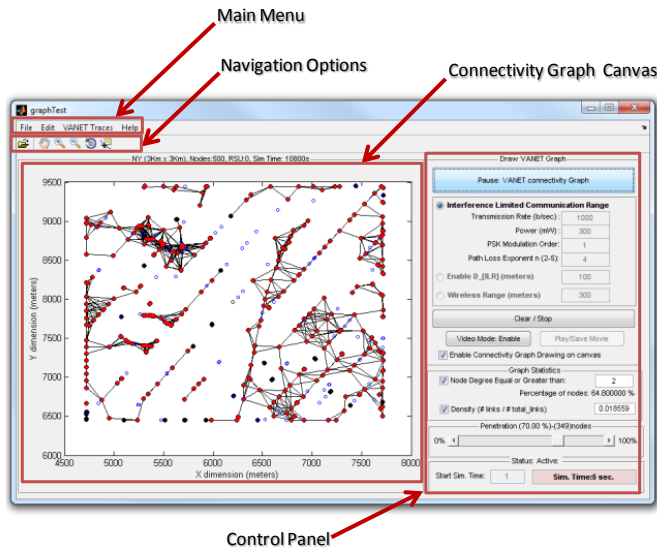 Main Menu
Navigation Options
Connectivity Graph Canvas
graphTest
File Edit VANET Traces Help
NY (3Km x 3Km), Nodes:500, RSU:0, Sim Time: 10800s
Draw VANET Graph
Pause: VANET connectivity Graph
Interference Limited Communication Range
Transmission Rate (b/sec): 1000
Power (mW): 300
PSK Modulation Order: 1
Path Loss Exponent n (2-5): 4
Enable D_{ILR} (meters) 100
Wireless Range (meters) 300
Clear / Stop
Video Mode: Enable Play/Save Movie
Enable Connectivity Graph Drawing on canvas
Graph Statistics
Node Degree Equal or Greater than: 2
Percentage of nodes: 64.800000 %
Density (# links / # total_links) 0.018559
Penetration (70.00 %)-(349)nodes
0% 100%
Status: Active:
Start Sim. Time: 1 Sim. Time:5 sec.
Y dimension (meters)
9500
9000
8500
8000
7500
7000
6500
6000
4500 5000 5500 6000 6500 7000 7500 8000
X dimension (meters)
Control Panel